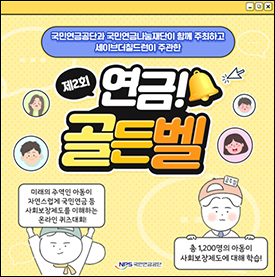 국민연금공단과 국민연금나눔재단이 함께 주최하고
세이브더칠드런이 주관한
제2회
연금!
골든벨
미래의 주역인 아동이
자연스럽게 국민연금 등
사회보장제도를 이해하는
온라인 퀴즈대회!
총 1,200명의 아동이
사회보장제도에 대해 학습!
NPS 국민연금공단